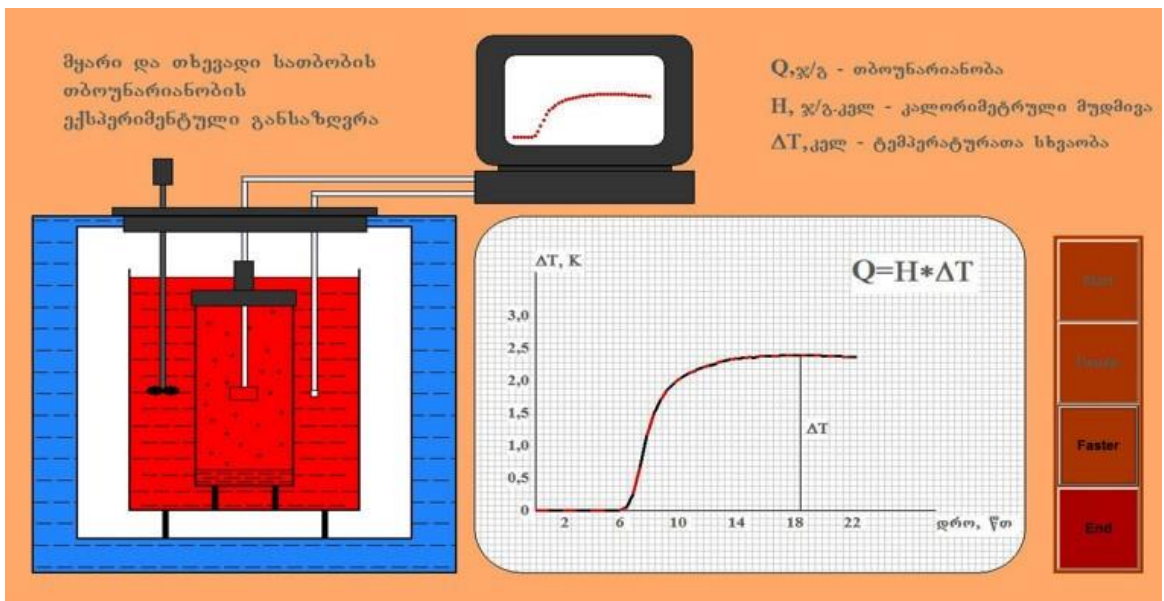 მყარი და თხევადი სათბობის
თბოუნარიანობის
ექსპერიმენტული განსაზღვრა
Q,ჯ/გ - თბოუნარიანობა
H, ჯ/გ.კელ - კალორიმეტრული მუდმივა
ΔT,კელ - ტემპერატურათა სხვაობა
ΔT, K
Q=H*ΔT
3,0
2,5
2,0
1,5
1,0
0,5
0
ΔT
2 6 10 14 18 22 დრო, წთ
Start
Faster
End